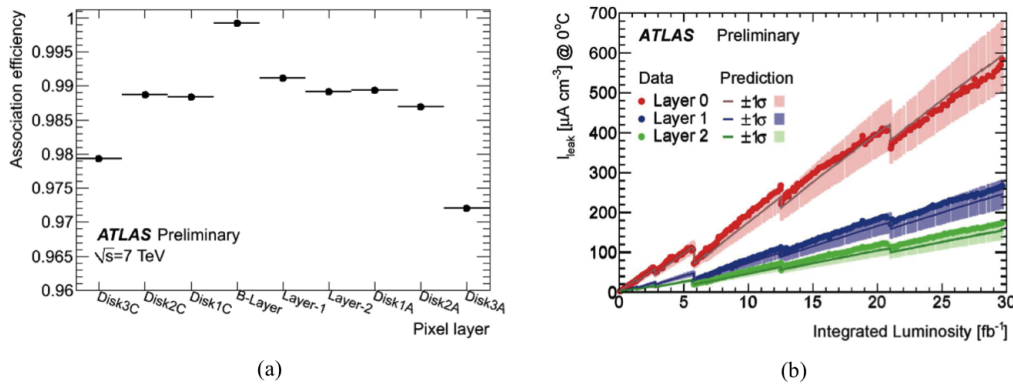 Association efficiency
1
0.995
0.99
0.985
0.98
0.975
0.97
0.965
0.96
ATLAS Preliminary
√s=7 TeV
Disk3C
Disk2C
Disk1C
B-Layer
Layer-1
Layer-2
Disk1A
Disk2A
Disk3A
Pixel layer
(a)
I leak [μA cm⁻³] @ 0°C
700
600
500
400
300
200
100
0
ATLAS Preliminary
Data Prediction
Layer 0 ±1σ
Layer 1 ±1σ
Layer 2 ±1σ
0 5 10 15 20 25 30
Integrated Luminosity [fb⁻¹]
(b)